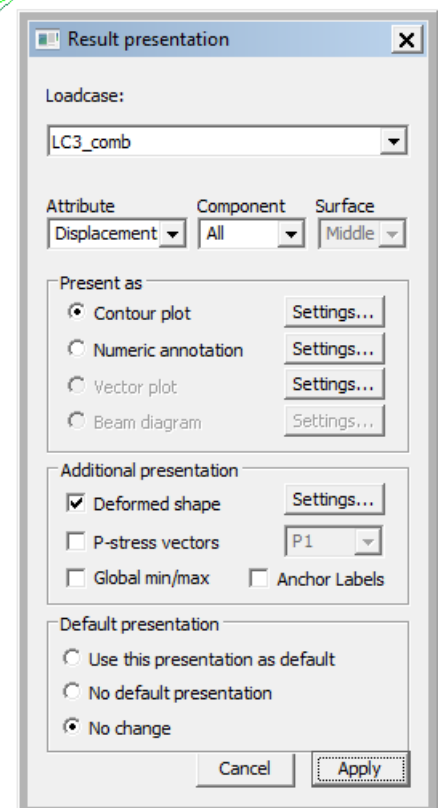 Result presentation
Loadcase:
LC3_comb
Attribute Component Surface
Displacement All Middle
Present as
Contour plot Settings...
Numeric annotation Settings...
Vector plot Settings...
Beam diagram Settings...
Additional presentation
Deformed shape Settings...
P-stress vectors P1
Global min/max Anchor Labels
Default presentation
Use this presentation as default
No default presentation
No change
Cancel Apply